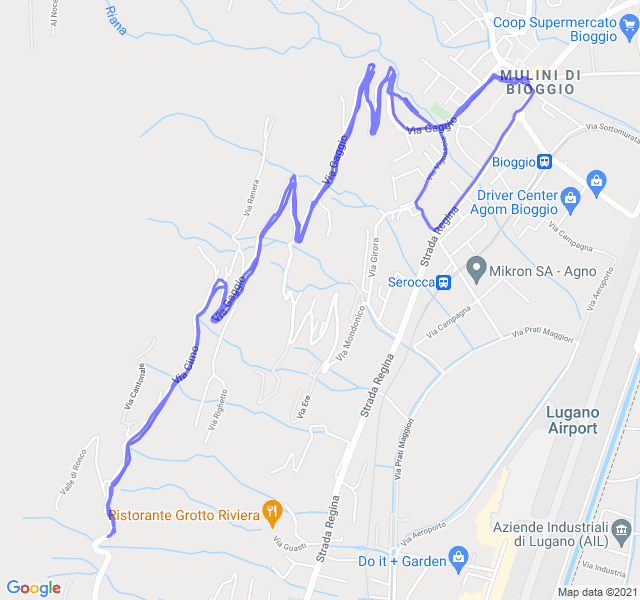 Al Noce
Riana
Coop Supermercato
Bioggio
MULINI DI
BIOGGIO
Via Gaggio
Via Sottomurata
Via Gaggio
Via Vignascia
Bioggio
Via Renera
Driver Center
Agom Bioggio
Strada Regina
Via Campagna
Via Girora
Mikron SA - Agno
Serocca
Via Aeroporto
Via Gaggio
Via Campagna
Via Mondonico
Via Prati Maggiori
Via Cimo
Strada Regina
Via Cantonale
Via Righetto
Via Ere
Lugano
Airport
Via Prati Maggiori
Valle di Ronco
Ristorante Grotto Riviera
Strada Regina
Via Aeroporto
Aziende Industriali
di Lugano (AIL)
Via Guasti
Do it + Garden
Via Industria
Google
Map data ©2021